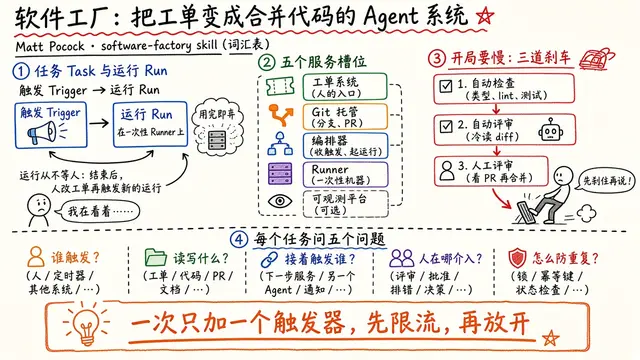 软件工厂:把工单变成合并代码的 Agent 系统
Matt Pocock · software-factory skill (词汇表)
① 任务 Task 与运行 Run
触发 Trigger → 运行 Run
触发 Trigger
运行 Run
在一次性 Runner 上
用完即弃
运行从不等人:结束后,
人改工单再触发新的运行
我在看着……
② 五个服务槽位
工单系统
(人的入口)
Git 托管
(分支、PR)
编排器
(收触发、起运行)
Runner
(一次性机器)
可观测平台
(可选)
③ 开局要慢:三道刹车
1. 自动检查
(类型、lint、测试)
2. 自动评审
(冷读 diff)
3. 人工评审
(看 PR 再合并)
先刹住再说!
④ 每个任务问五个问题
谁触发?
(人 / 定时器 /
其他系统 / …)
读写什么?
(工单 / 代码 / PR /
文档 / …)
接着触发谁?
(下一步服务 / 另一个
Agent / 通知 / …)
人在哪介入?
(评审 / 批准 /
排错 / 决策 / …)
怎么防重复?
(锁 / 幂等键 /
状态检查 / …)
一次只加一个触发器,先限流,再放开